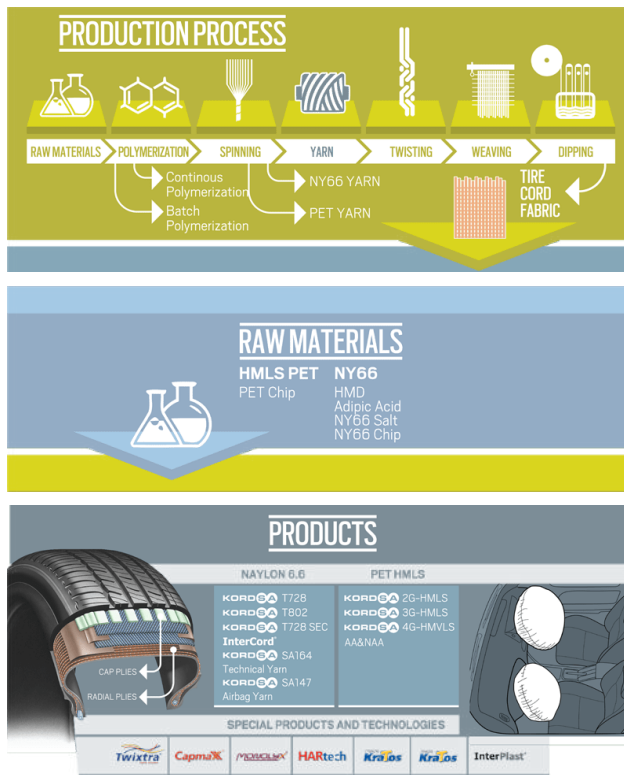 PRODUCTION PROCESS
RAW MATERIALS
POLYMERIZATION
SPINNING
YARN
TWISTING
WEAVING
DIPPING
Continous
Polymerization
Batch
Polymerization
NY66 YARN
PET YARN
TIRE
CORD
FABRIC
RAW MATERIALS
HMLS PET
PET Chip
NY66
HMD
Adipic Acid
NY66 Salt
NY66 Chip
PRODUCTS
NAYLON 6.6
KORDSA T728
KORDSA T802
KORDSA T728 SEC
InterCord
KORDSA SA164
Technical Yarn
KORDSA SA147
Airbag Yarn
PET HMLS
KORDSA 2G-HMLS
KORDSA 3G-HMLS
KORDSA 4G-HMVLS
AA&NAA
CAP PLIES
RADIAL PLIES
SPECIAL PRODUCTS AND TECHNOLOGIES
Twixtra
CapmaX
MONOLYX
HARtech
Kratos
Kratos
InterPlast